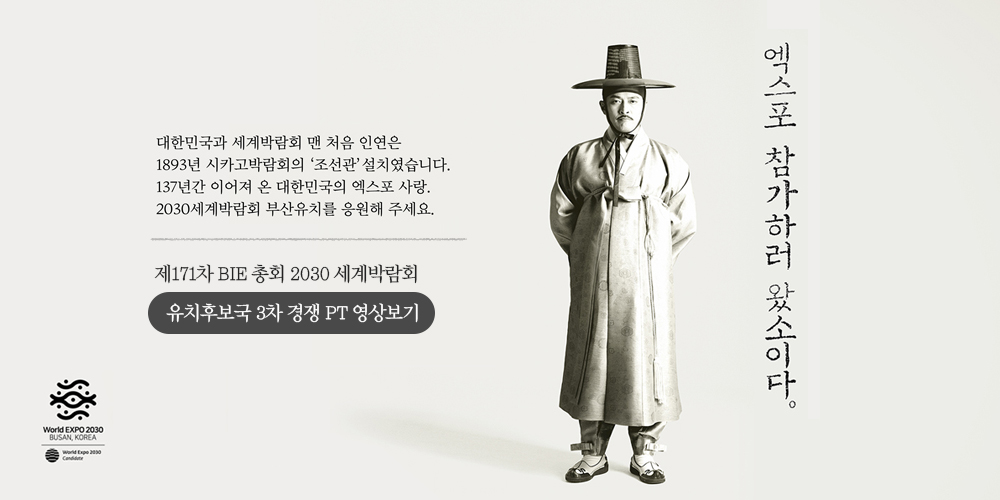 대한민국과 세계박람회 맨 처음 인연은
1893년 시카고박람회의 ‘조선관’ 설치였습니다.
137년간 이어져 온 대한민국의 엑스포 사랑.
2030세계박람회 부산유치를 응원해 주세요.
제171차 BIE 총회 2030 세계박람회
유치후보국 3차 경쟁 PT 영상보기
World EXPO 2030
BUSAN, KOREA
World Expo 2030
Candidate
엑스포 참가하러 왔소이다。